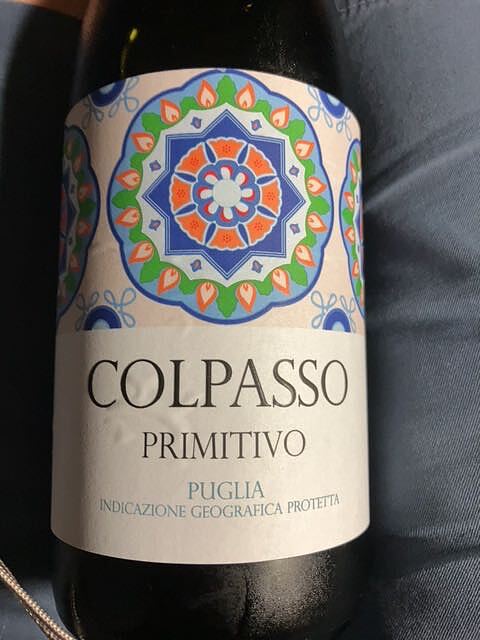 COLPASSO
PRIMITIVO
PUGLIA
INDICAZIONE GEOGRAFICA PROTETTA